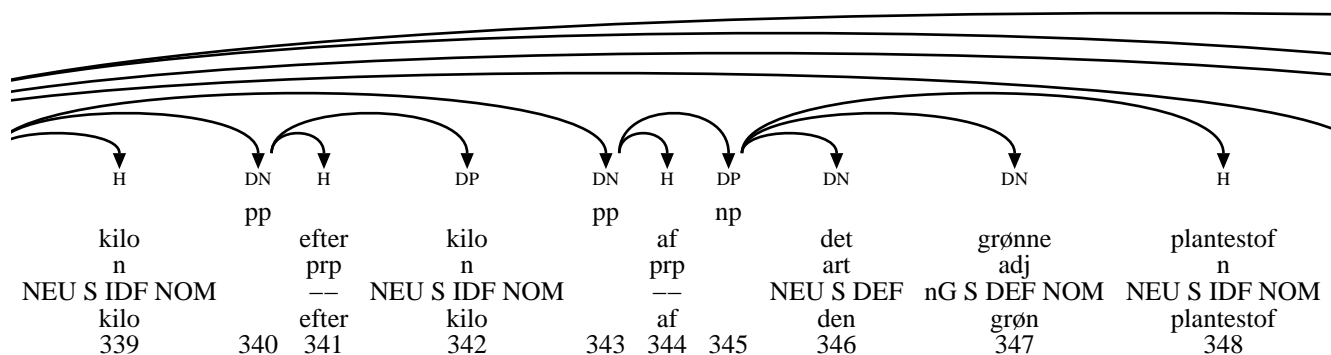 H DN H DP DN H DP DN DN H
pp pp np
kilo efter kilo af det grønne plantestof
n prp n prp art adj n
NEU S IDF NOM –– NEU S IDF NOM –– NEU S DEF nG S DEF NOM NEU S IDF NOM
kilo efter kilo af den grøn plantestof
339 340 341 342 343 344 345 346 347 348